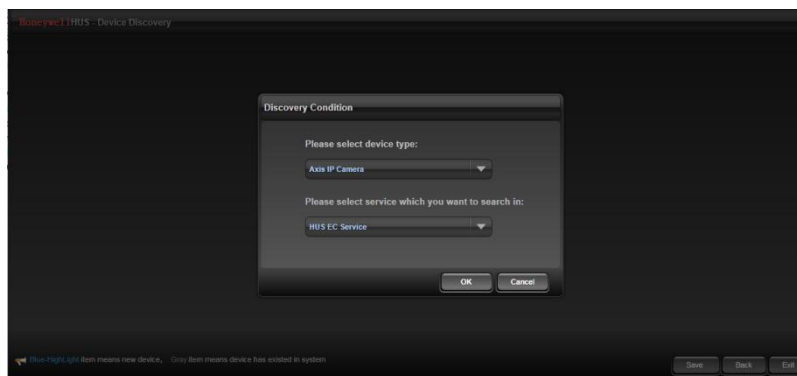 Honeywell HUS - Device Discovery
Discovery Condition
Please select device type:
Axis IP Camera
Please select service which you want to search in:
HUS EC Service
OK Cancel
Blue-HighLight item means new device, Gray item means device has existed in system
Save Back Exit